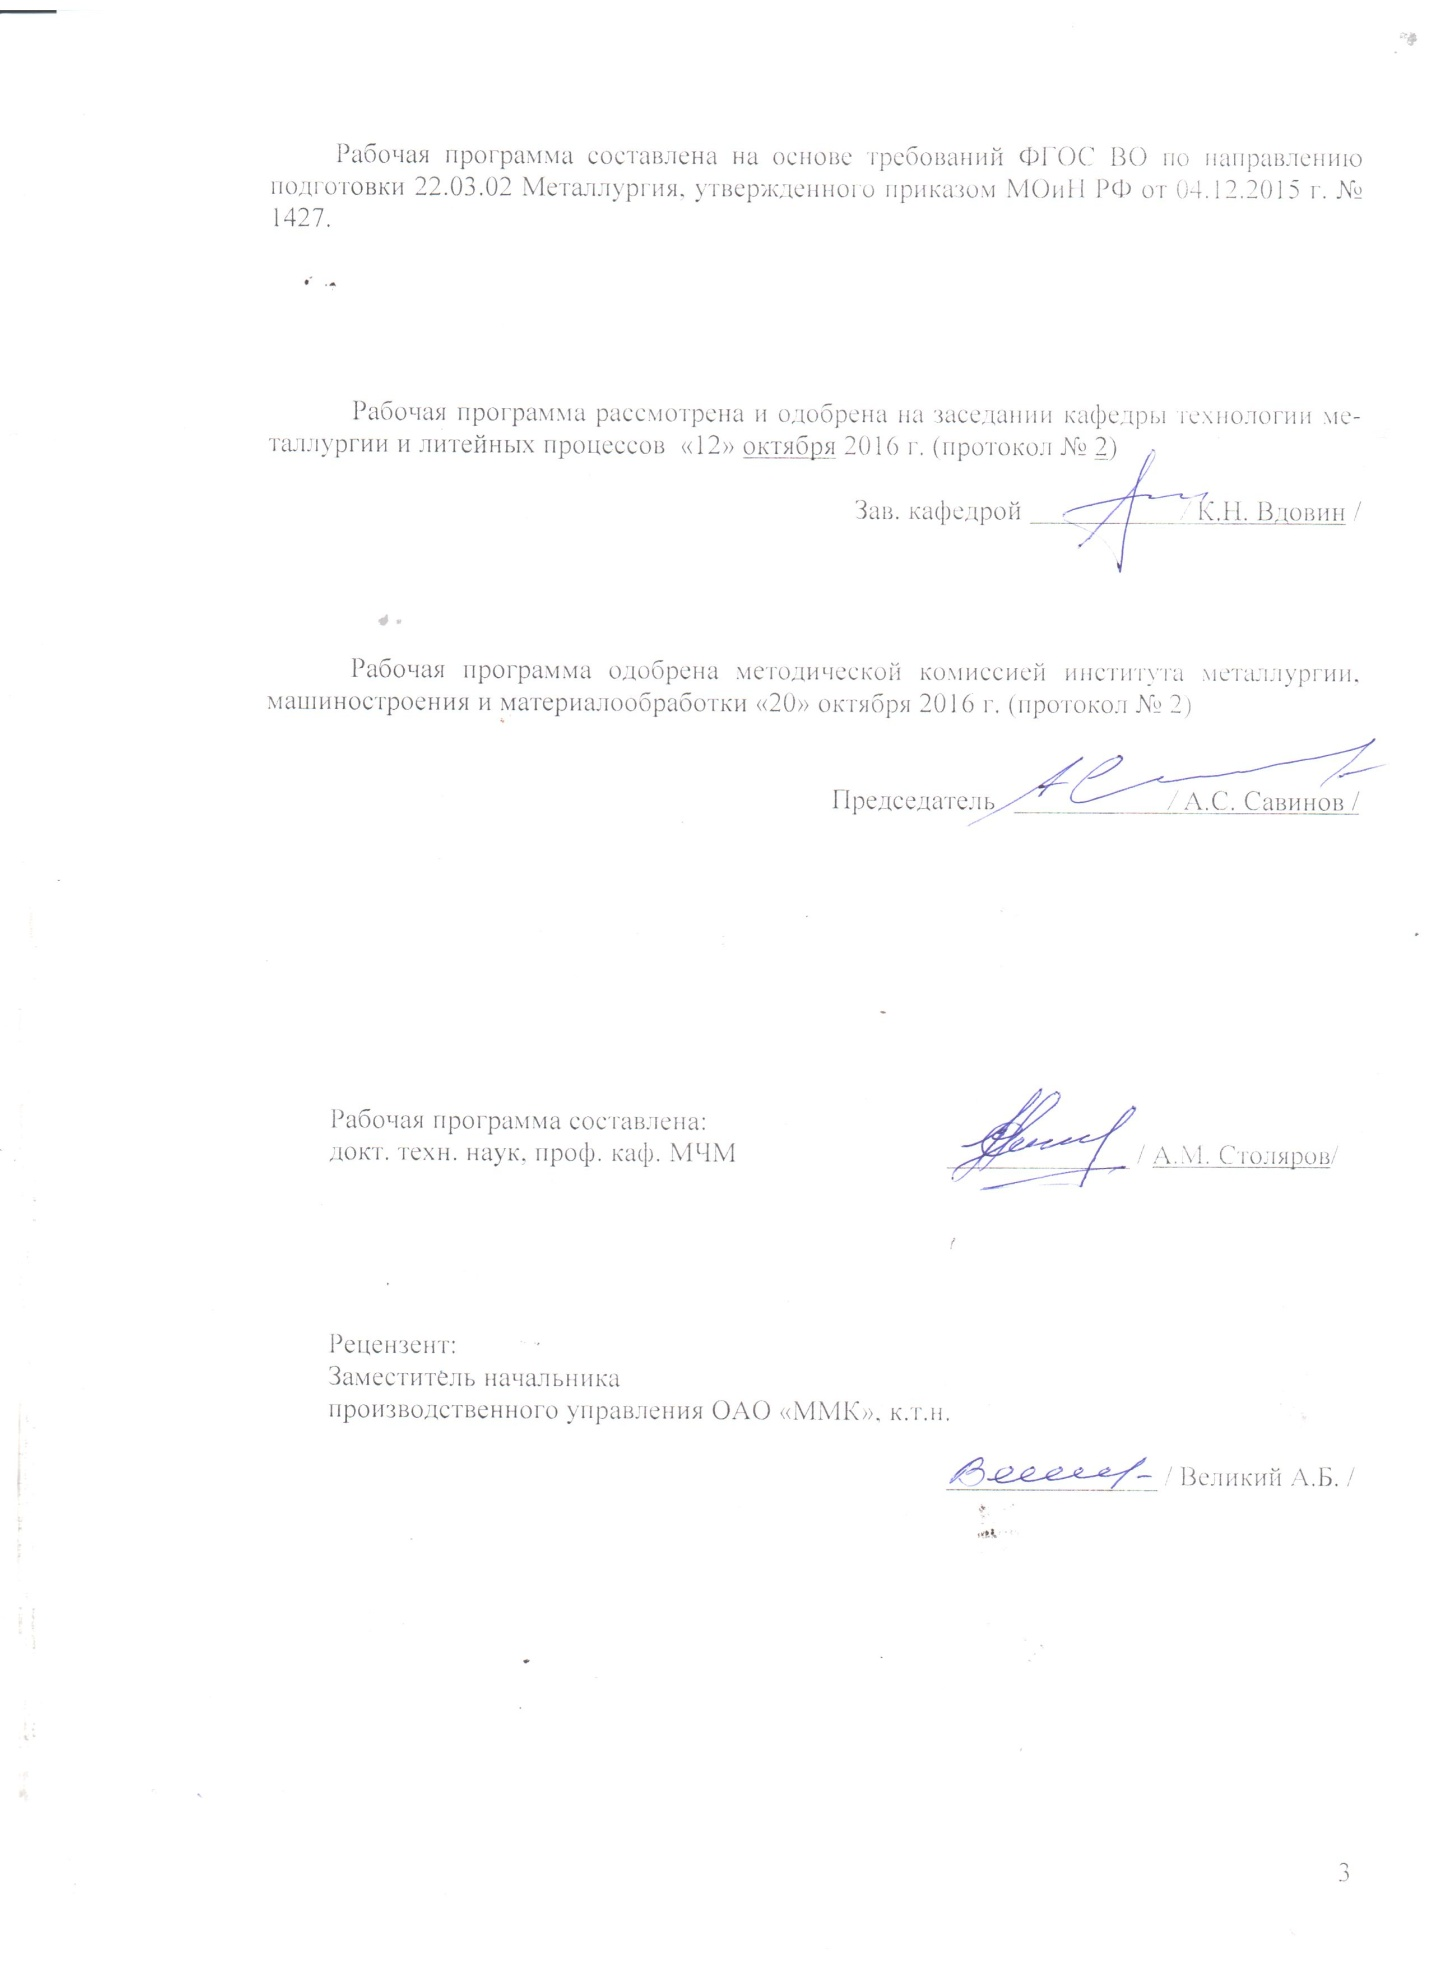 Рабочая программа составлена на основе требований ФГОС ВО по направлению
подготовки 22.03.02 Металлургия, утвержденного приказом МОиН РФ от 04.12.2015 г. №
1427.
Рабочая программа рассмотрена и одобрена на заседании кафедры технологии ме-
таллургии и литейных процессов «12» октября 2016 г. (протокол № 2)
Зав. кафедрой ___________ / К.Н. Вдовин /
Рабочая программа одобрена методической комиссией института металлургии,
машиностроения и материалообработки «20» октября 2016 г. (протокол № 2)
Председатель ___________ / А.С. Савинов /
Рабочая программа составлена:
докт. техн. наук, проф. каф. МЧМ _____________ / А.М. Столяров/
Рецензент:
Заместитель начальника
производственного управления ОАО «ММК», к.т.н.
_______________ / Великий А.Б. /
3